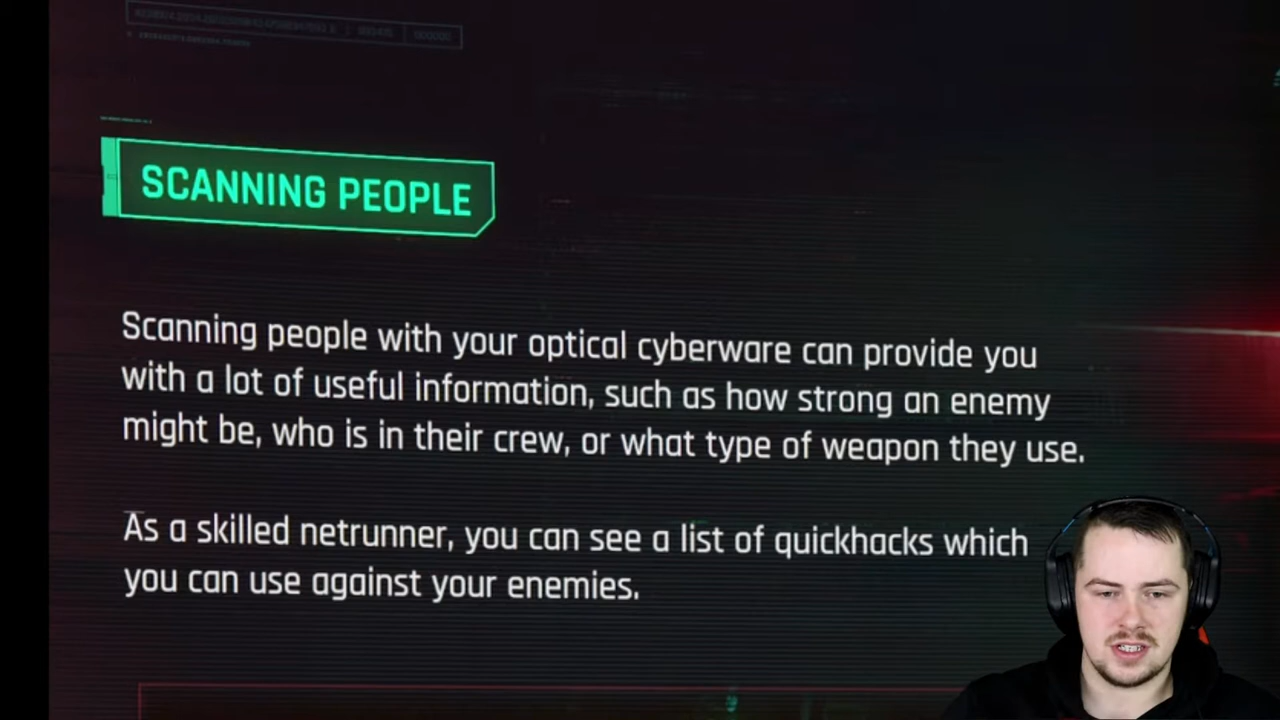 SCANNING PEOPLE
Scanning people with your optical cyberware can provide you
with a lot of useful information, such as how strong an enemy
might be, who is in their crew, or what type of weapon they use.
As a skilled netrunner, you can see a list of quickhacks which
you can use against your enemies.